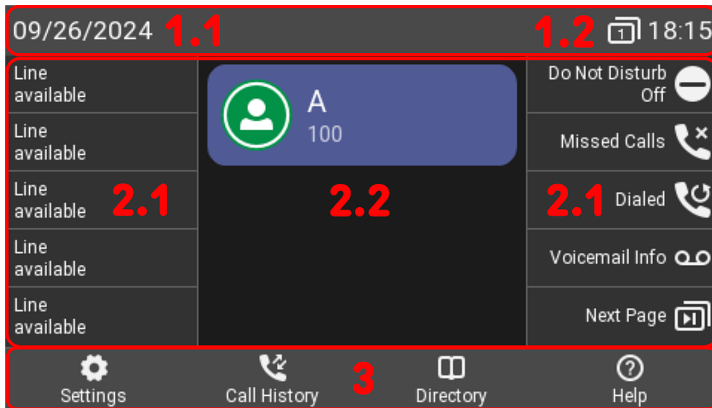 09/26/2024 1.1
1.2 1 18:15
Line
available
Line
available
Line
available
2.1
Line
available
Line
available
A
100
2.2
Do Not Disturb
Off
Missed Calls
2.1 Dialed
Voicemail Info
Next Page
Settings
Call History
3
Directory
Help